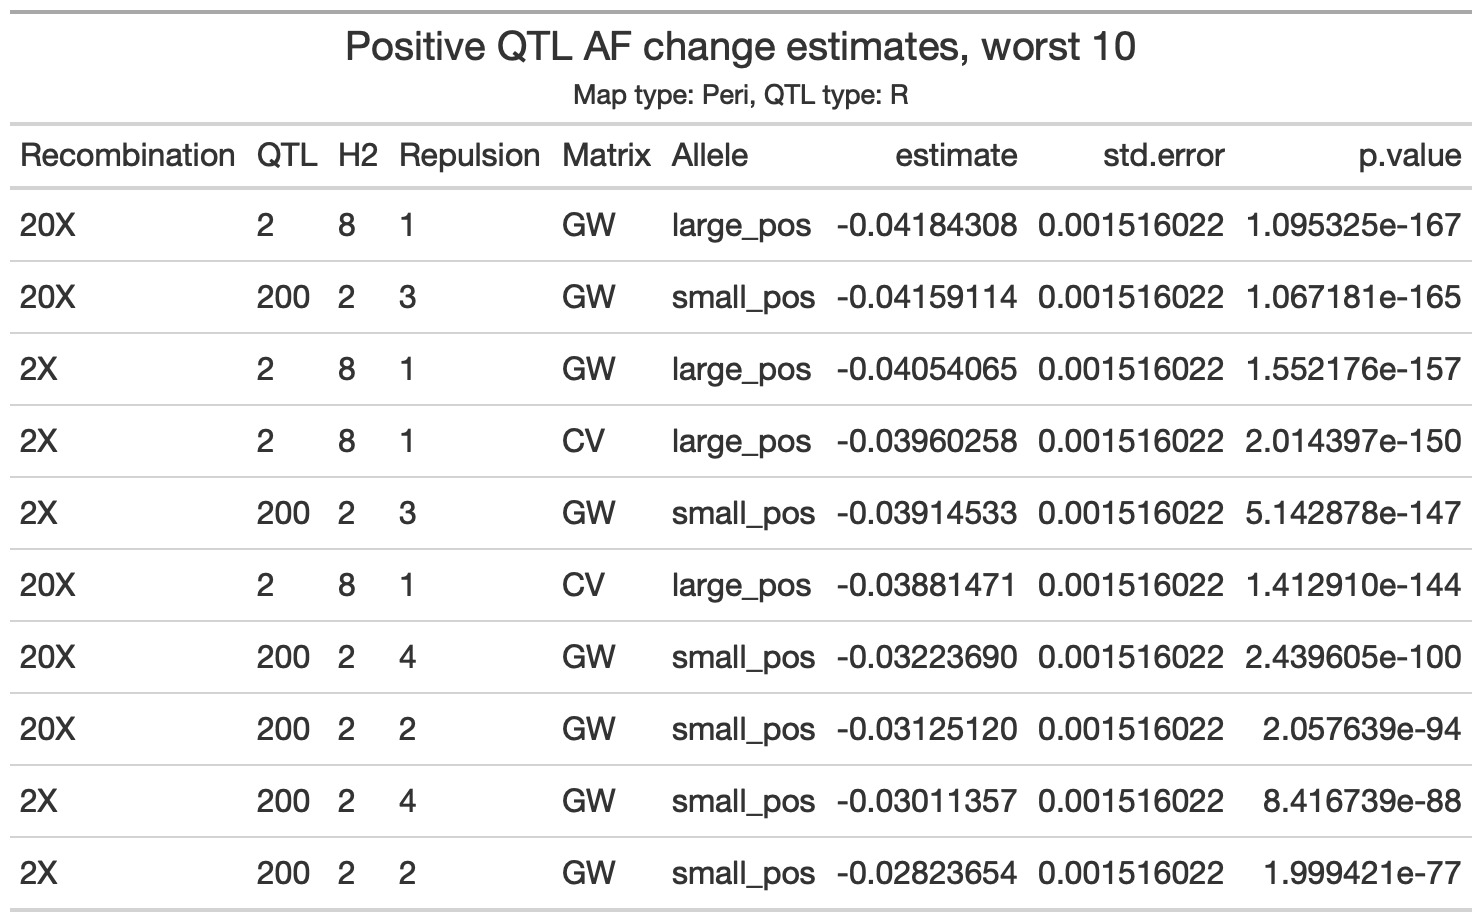 Positive QTL AF change estimates, worst 10
Map type: Peri, QTL type: R
Recombination QTL H2 Repulsion Matrix Allele estimate std.error p.value
20X 2 8 1 GW large_pos -0.04184308 0.001516022 1.095325e-167
20X 200 2 3 GW small_pos -0.04159114 0.001516022 1.067181e-165
2X 2 8 1 GW large_pos -0.04054065 0.001516022 1.552176e-157
2X 2 8 1 CV large_pos -0.03960258 0.001516022 2.014397e-150
2X 200 2 3 GW small_pos -0.03914533 0.001516022 5.142878e-147
20X 2 8 1 CV large_pos -0.03881471 0.001516022 1.412910e-144
20X 200 2 4 GW small_pos -0.03223690 0.001516022 2.439605e-100
20X 200 2 2 GW small_pos -0.03125120 0.001516022 2.057639e-94
2X 200 2 4 GW small_pos -0.03011357 0.001516022 8.416739e-88
2X 200 2 2 GW small_pos -0.02823654 0.001516022 1.999421e-77